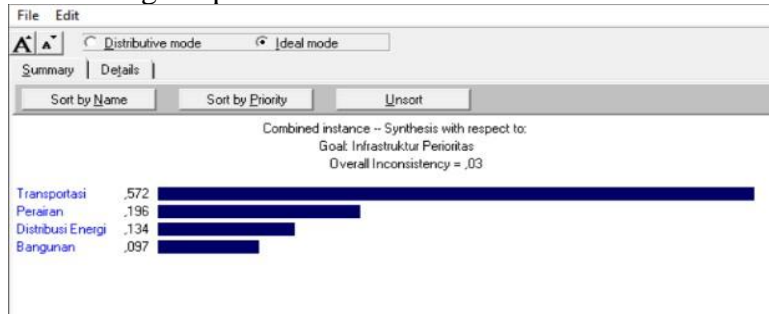 File Edit
A A Distributive mode Ideal mode
Summary Details
Sort by Name Sort by Priority Unsort
Combined instance -- Synthesis with respect to:
Goal: Infrastruktur Perioritas
Overall Inconsistency = ,03
Transportasi ,572
Perairan ,196
Distribusi Energi ,134
Bangunan ,097